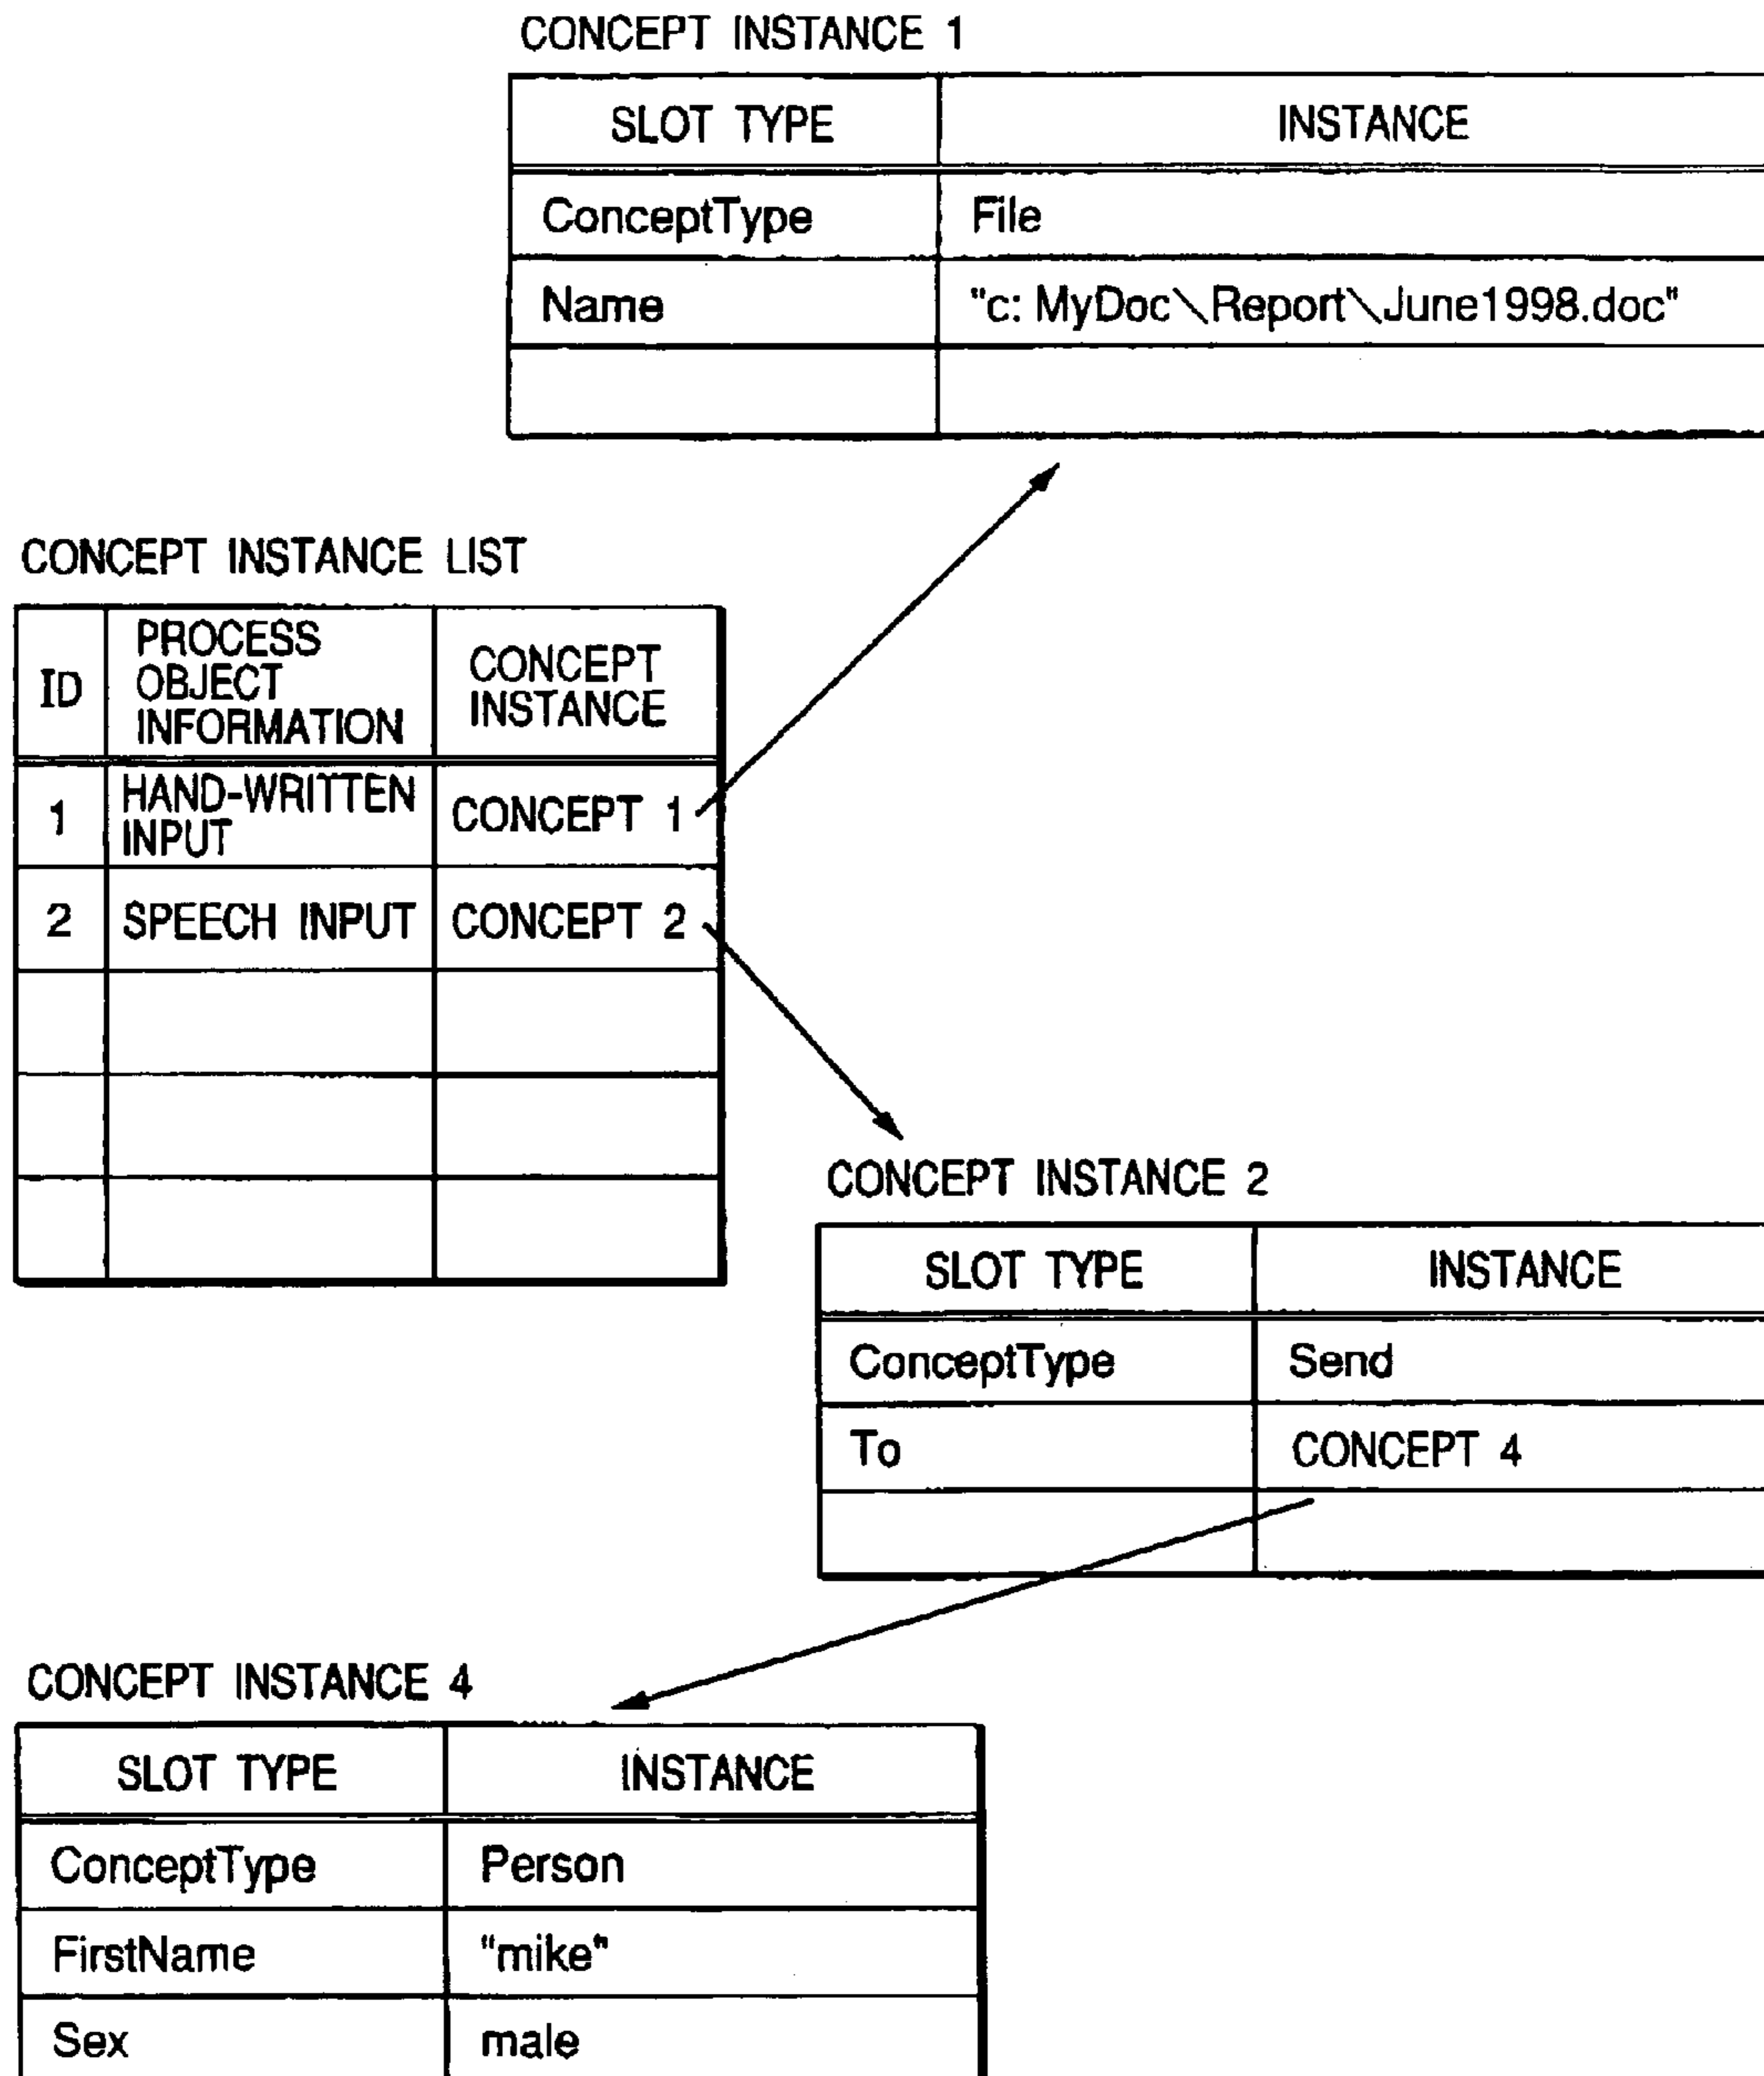 CONCEPT INSTANCE 1
SLOT TYPE INSTANCE
ConceptType File
Name "c: MyDoc\Report\June1998.doc"
CONCEPT INSTANCE LIST
ID PROCESS OBJECT INFORMATION CONCEPT INSTANCE
1 HAND-WRITTEN INPUT CONCEPT 1
2 SPEECH INPUT CONCEPT 2
CONCEPT INSTANCE 2
SLOT TYPE INSTANCE
ConceptType Send
To CONCEPT 4
CONCEPT INSTANCE 4
SLOT TYPE INSTANCE
ConceptType Person
FirstName "mike"
Sex male